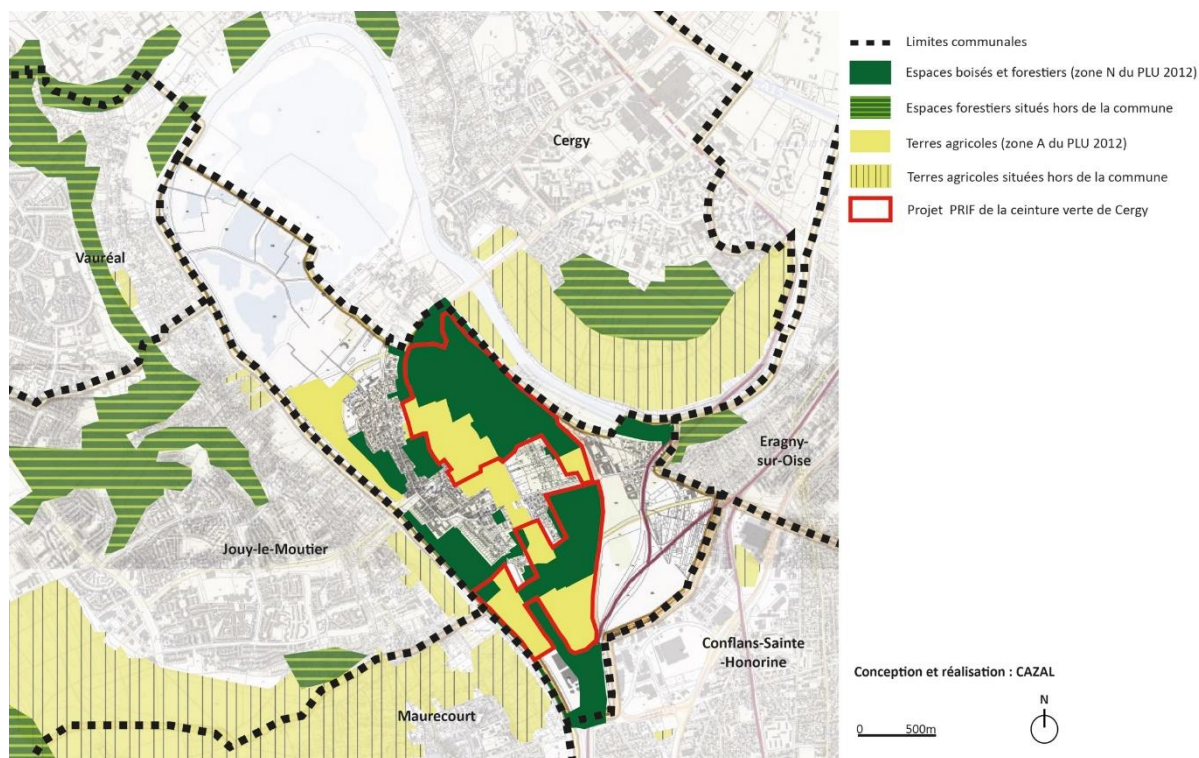 Limites communales
Espaces boisés et forestiers (zone N du PLU 2012)
Espaces forestiers situés hors de la commune
Terres agricoles (zone A du PLU 2012)
Terres agricoles situées hors de la commune
Projet PRIF de la ceinture verte de Cergy
Cergy
Vauréal
Eragny-
sur-Oise
Jouy-le-Moutier
Conflans-Sainte
-Honorine
Maurecourt
Conception et réalisation : CAZAL
N
0 500m